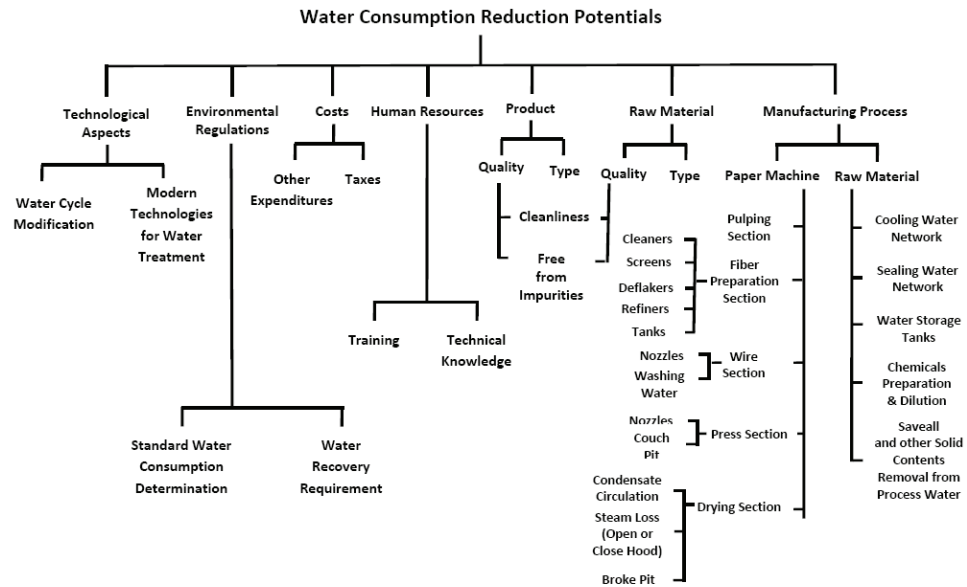 Water Consumption Reduction Potentials
Technological
Aspects
Environmental
Regulations
Costs
Human Resources
Product
Raw Material
Manufacturing Process
Water Cycle
Modification
Modern
Technologies
for Water
Treatment
Other
Expenditures
Taxes
Quality
Type
Quality
Type
Paper Machine
Raw Material
Cleanliness
Free
from
Impurities
Training
Technical
Knowledge
Standard Water
Consumption
Determination
Water
Recovery
Requirement
Pulping
Section
Cleaners
Screens
Deflakers
Refiners
Tanks
Fiber
Preparation
Section
Nozzles
Washing
Water
Wire
Section
Nozzles
Couch
Pit
Press Section
Condensate
Circulation
Steam Loss
(Open or
Close Hood)
Broke Pit
Drying Section
Cooling Water
Network
Sealing Water
Network
Water Storage
Tanks
Chemicals
Preparation
& Dilution
Saveall
and other Solid
Contents
Removal from
Process Water